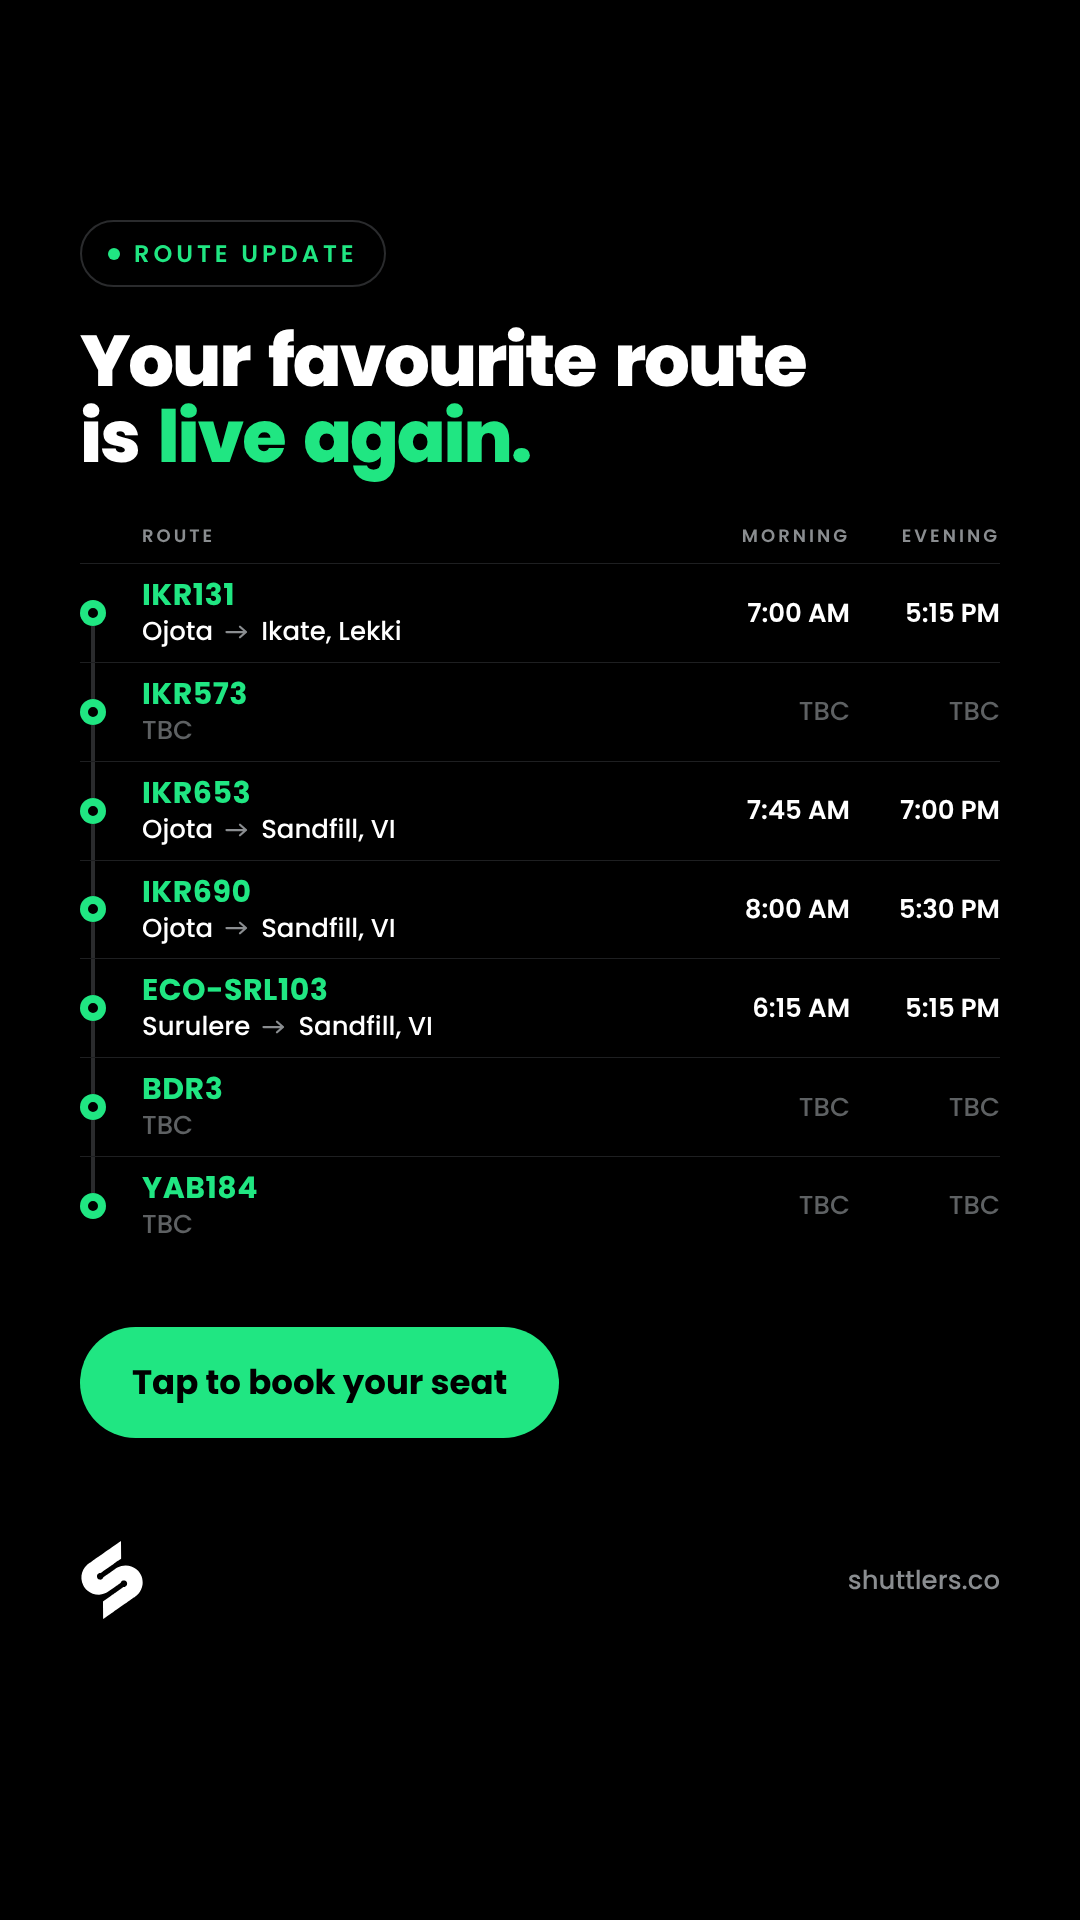 ROUTE UPDATE
Your favourite route
is live again.
ROUTE MORNING EVENING
IKR131
Ojota → Ikate, Lekki 7:00 AM 5:15 PM
IKR573
TBC TBC TBC
IKR653
Ojota → Sandfill, VI 7:45 AM 7:00 PM
IKR690
Ojota → Sandfill, VI 8:00 AM 5:30 PM
ECO-SRL103
Surulere → Sandfill, VI 6:15 AM 5:15 PM
BDR3
TBC TBC TBC
YAB184
TBC TBC TBC
Tap to book your seat
shuttlers.co